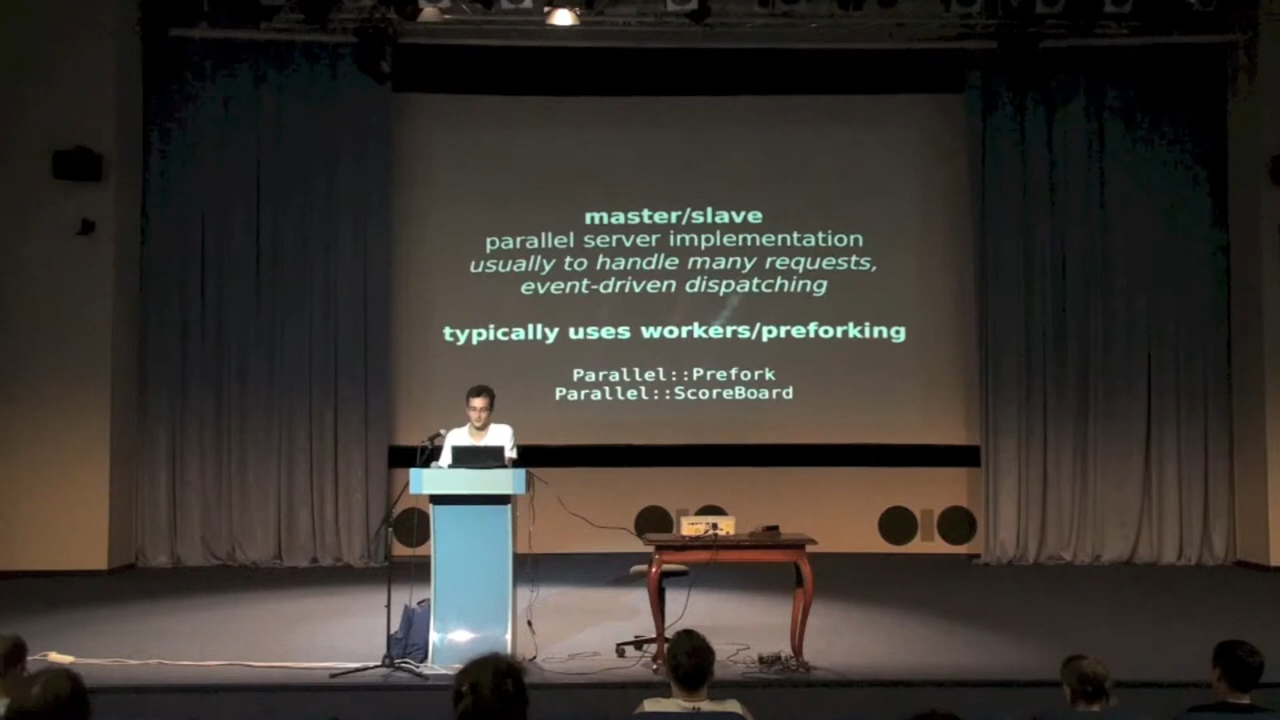 master/slave
parallel server implementation
usually to handle many requests,
event-driven dispatching
typically uses workers/preforking
Parallel::Prefork
Parallel::ScoreBoard